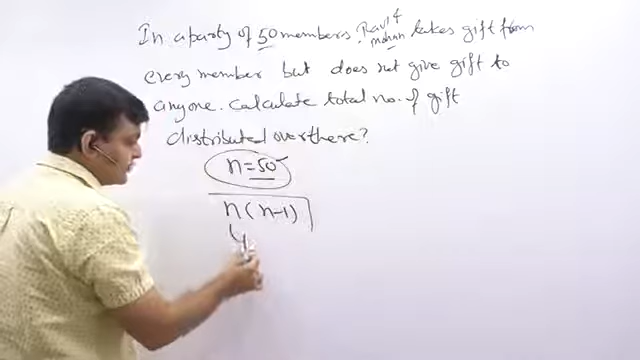 In a party of 50 members. Ravi & mohan takes gift from
every member but does not give gift to
anyone. Calculate total no. of gift
distributed over there?
n=50
n(n-1)